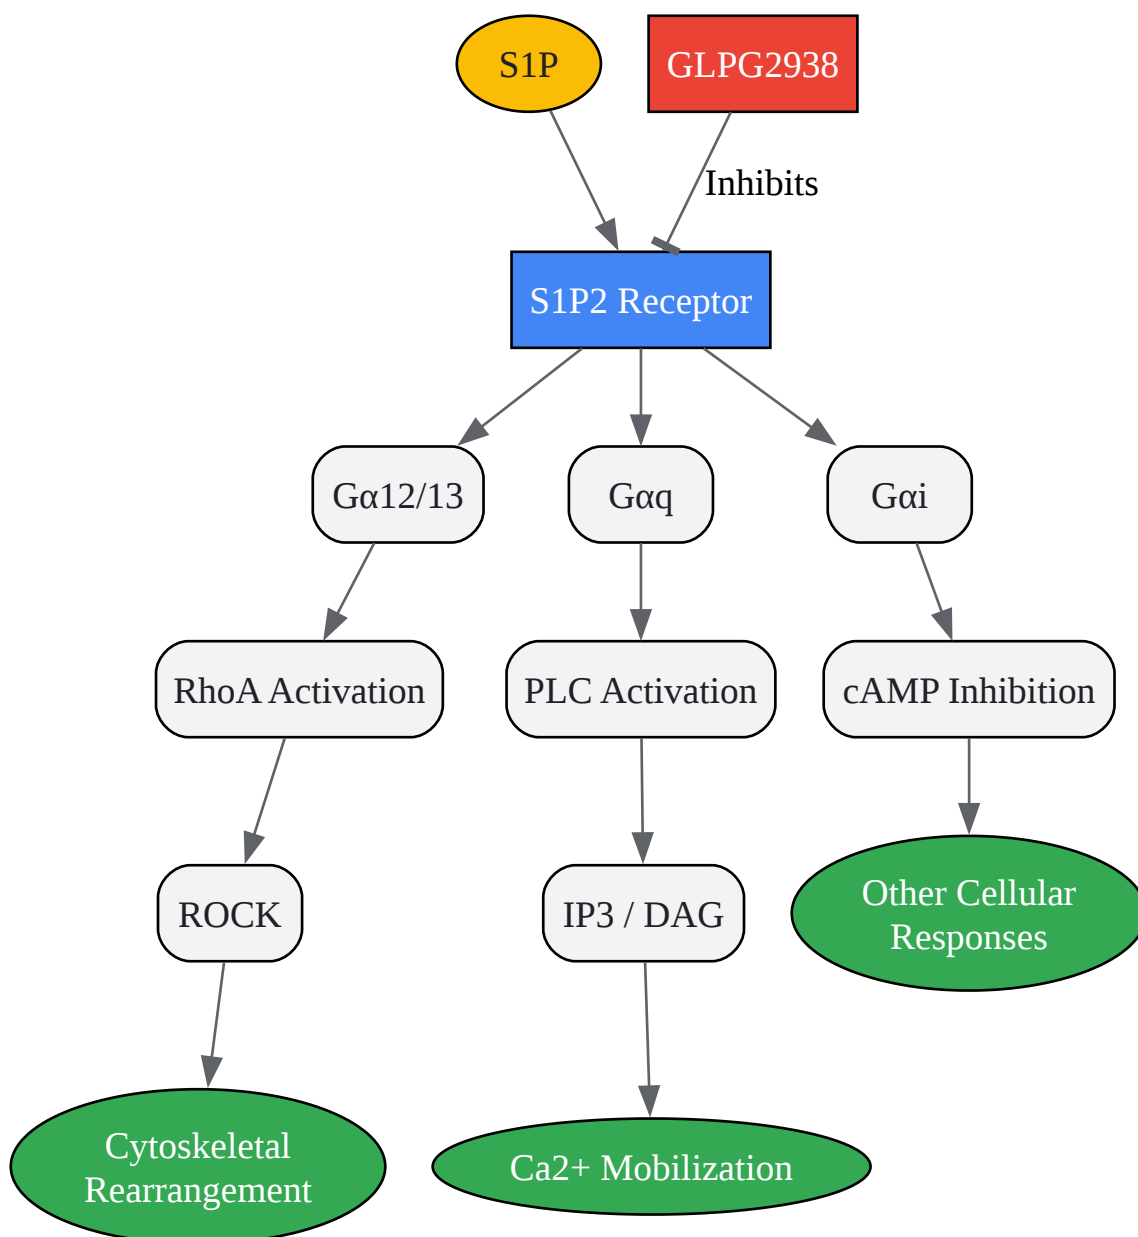 S1P
GLPG2938
Inhibits
S1P2 Receptor
Gα12/13
Gαq
Gαi
RhoA Activation
PLC Activation
cAMP Inhibition
ROCK
IP3 / DAG
Other Cellular
Responses
Cytoskeletal
Rearrangement
Ca2+ Mobilization